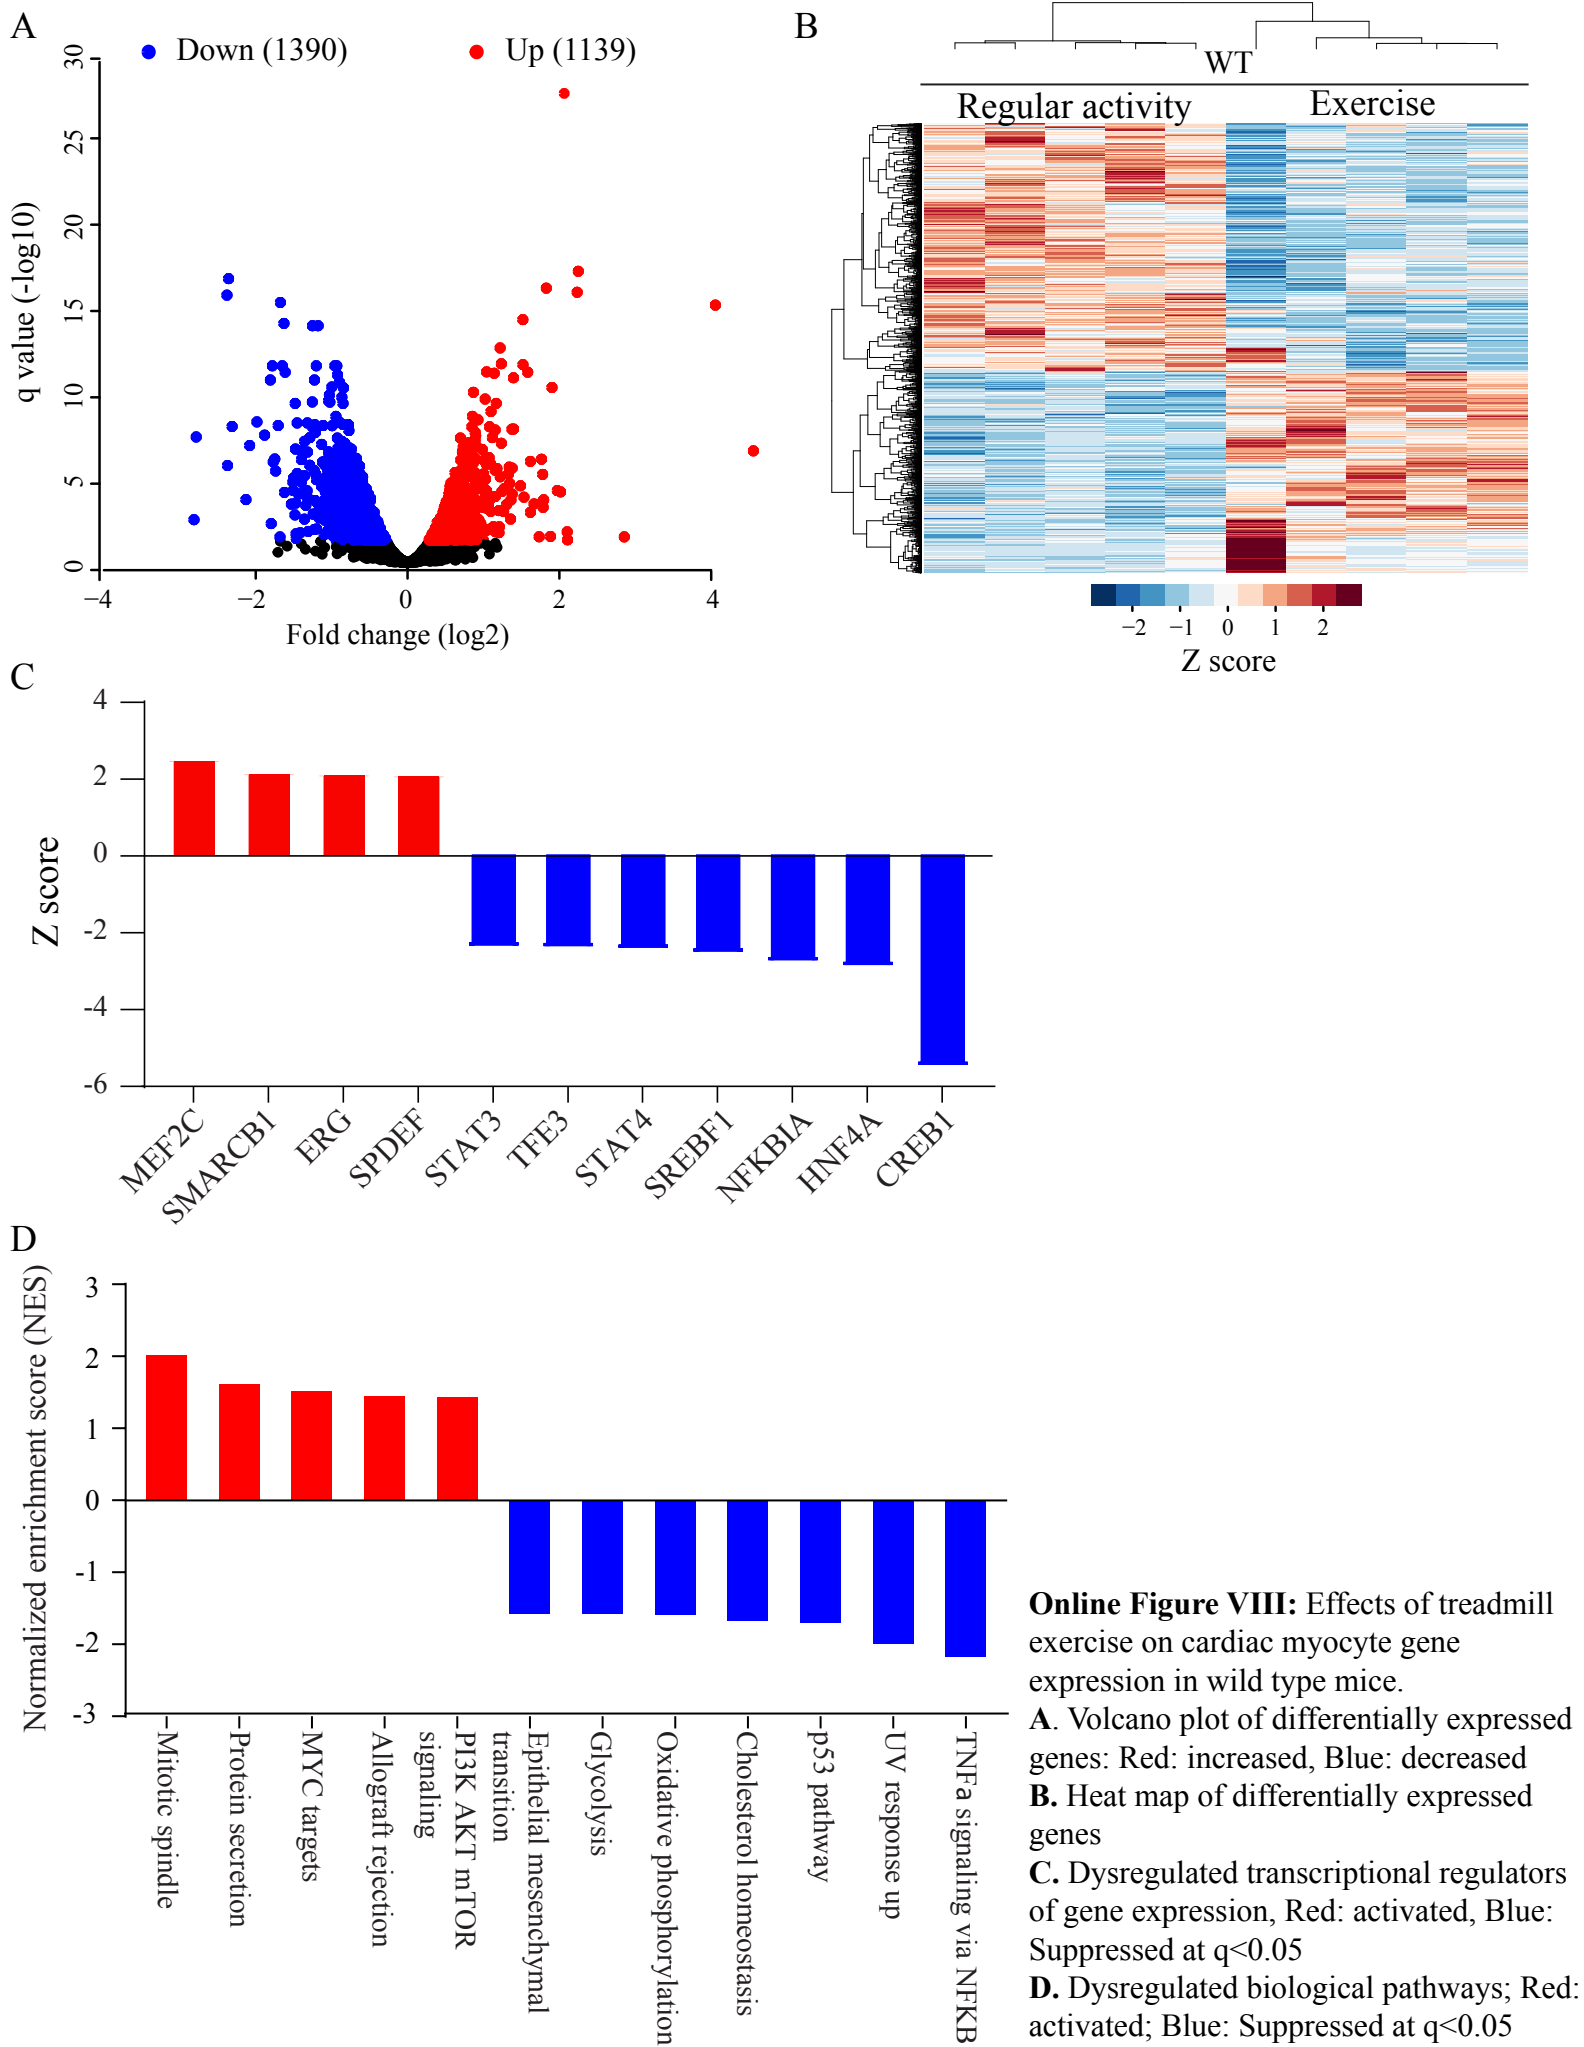 A
Down (1390)
Up (1139)
q value (-log10)
30
25
20
15
10
5
0
−4
−2
0
2
4
Fold change (log2)
B
WT
Regular activity
Exercise
−2
−1
0
1
2
Z score
C
Z score
4
2
0
-2
-4
-6
MEF2C
SMARCB1
ERG
SPDEF
STAT3
TFE3
STAT4
SREBF1
NFKBIA
HNF4A
CREB1
D
Normalized enrichment score (NES)
3
2
1
0
-1
-2
-3
Mitotic spindle
Protein secretion
MYC targets
Allograft rejection
PI3K AKT mTOR
signaling
Epithelial mesenchymal
transition
Glycolysis
Oxidative phosphorylation
Cholesterol homeostasis
p53 pathway
UV response up
TNFa signaling via NFKB
Online Figure VIII: Effects of treadmill
exercise on cardiac myocyte gene
expression in wild type mice.
A. Volcano plot of differentially expressed
genes: Red: increased, Blue: decreased
B. Heat map of differentially expressed
genes
C. Dysregulated transcriptional regulators
of gene expression, Red: activated, Blue:
Suppressed at q<0.05
D. Dysregulated biological pathways; Red:
activated; Blue: Suppressed at q<0.05